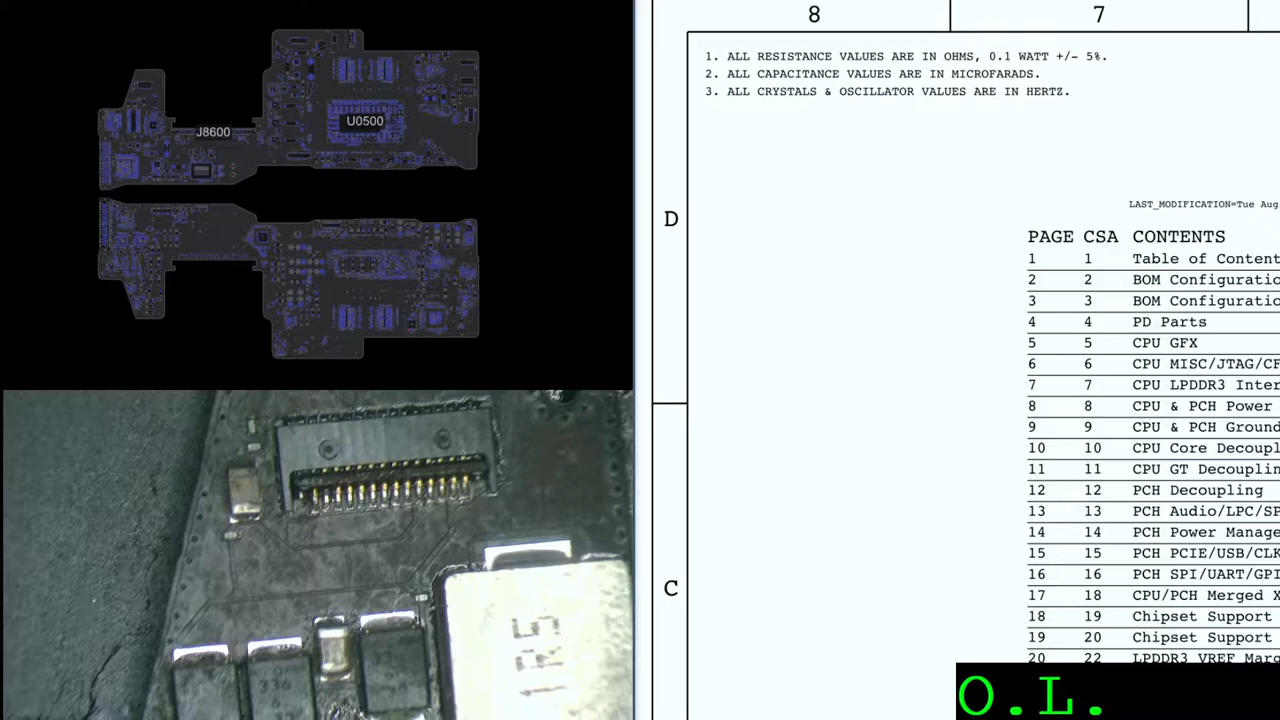 J8600
U0500
8
7
1. ALL RESISTANCE VALUES ARE IN OHMS, 0.1 WATT +/- 5%.
2. ALL CAPACITANCE VALUES ARE IN MICROFARADS.
3. ALL CRYSTALS & OSCILLATOR VALUES ARE IN HERTZ.
D
LAST_MODIFICATION=Tue Aug
PAGE CSA CONTENTS
1 1 Table of Content
2 2 BOM Configuratio
3 3 BOM Configuratio
4 4 PD Parts
5 5 CPU GFX
6 6 CPU MISC/JTAG/CF
7 7 CPU LPDDR3 Inter
8 8 CPU & PCH Power
9 9 CPU & PCH Ground
10 10 CPU Core Decoupl
11 11 CPU GT Decouplin
12 12 PCH Decoupling
13 13 PCH Audio/LPC/SP
14 14 PCH Power Manage
15 15 PCH PCIE/USB/CLK
16 16 PCH SPI/UART/GPI
17 18 CPU/PCH Merged X
18 19 Chipset Support
19 20 Chipset Support
20 22 LPDDR3 VREF Marg
C
O.L.